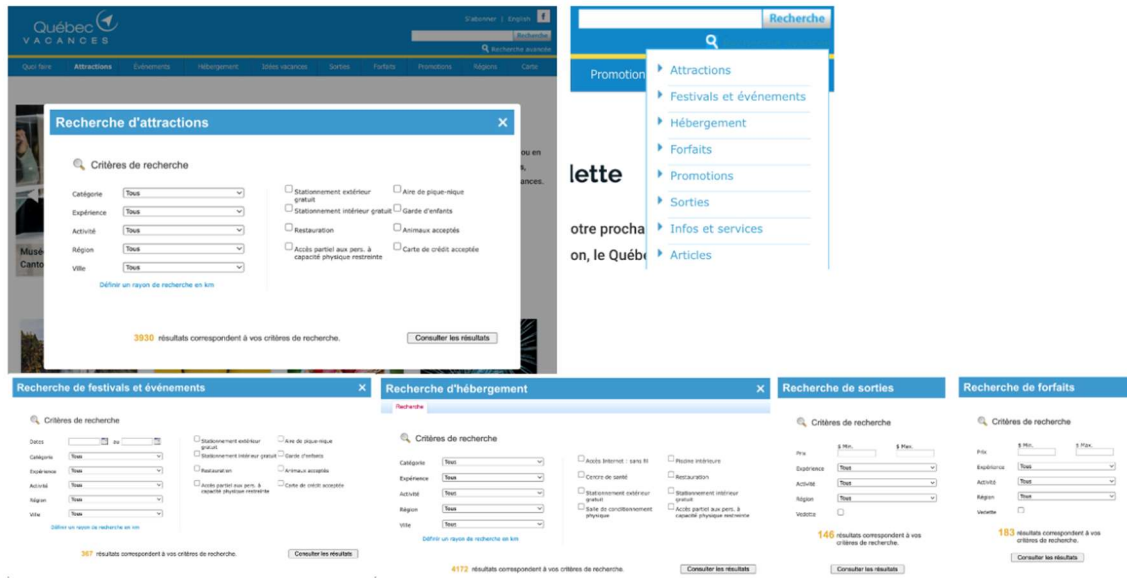 Québec
VACANCES
S'abonner | English f
Recherche
Recherche avancée
Quoi faire Attractions Événements Hébergement Idées vacances Sorties Forfaits Promotions Régions Carte
Recherche d'attractions X
Critères de recherche
Catégorie Tous
Expérience Tous
Activité Tous
Région Tous
Ville Tous
Définir un rayon de recherche en km
Stationnement extérieur
gratuit
Aire de pique-nique
Stationnement intérieur gratuit
Garde d'enfants
Restauration
Animaux acceptés
Accès partiel aux pers. à
capacité physique restreinte
Carte de crédit acceptée
3930 résultats correspondent à vos critères de recherche.
Consulter les résultats
ou en
ances.
Musé
Canto
Recherche
Promotion
Attractions
Festivals et événements
Hébergement
Forfaits
Promotions
Sorties
Infos et services
Articles
lette
otre procha
on, le Québe
Recherche de festivals et événements X
Critères de recherche
Dates au
Catégorie Tous
Expérience Tous
Activité Tous
Région Tous
Ville Tous
Définir un rayon de recherche en km
Stationnement extérieur
gratuit
Aire de pique-nique
Stationnement intérieur gratuit
Garde d'enfants
Restauration
Animaux acceptés
Accès partiel aux pers. à
capacité physique restreinte
Carte de crédit acceptée
367 résultats correspondent à vos critères de recherche.
Consulter les résultats
Recherche d'hébergement X
Recherche
Critères de recherche
Catégorie Tous
Expérience Tous
Activité Tous
Région Tous
Ville Tous
Définir un rayon de recherche en km
Accès Internet : sans fil
Piscine intérieure
Centre de santé
Restauration
Stationnement extérieur
gratuit
Stationnement intérieur
gratuit
Salle de conditionnement
physique
Accès partiel aux pers. à
capacité physique restreinte
4172 résultats correspondent à vos critères de recherche.
Consulter les résultats
Recherche de sorties
Critères de recherche
$ Min. $ Max.
Prix
Expérience Tous
Activité Tous
Région Tous
Vedette
146 résultats correspondent à vos
critères de recherche.
Consulter les résultats
Recherche de forfaits
Critères de recherche
$ Min. $ Max.
Prix
Expérience Tous
Activité Tous
Région Tous
Vedette
183 résultats correspondent à vos
critères de recherche.
Consulter les résultats